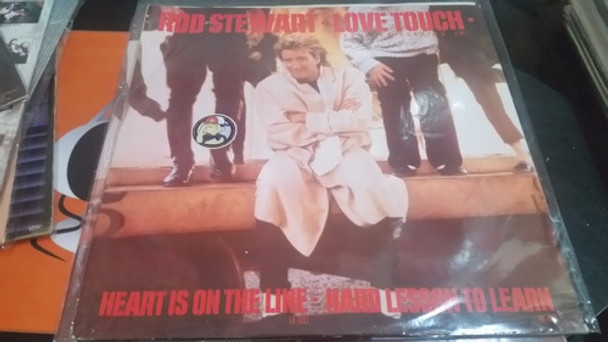 ROD STEWART • LOVE TOUCH •
HEART IS ON THE LINE • HARD LESSON TO LEARN